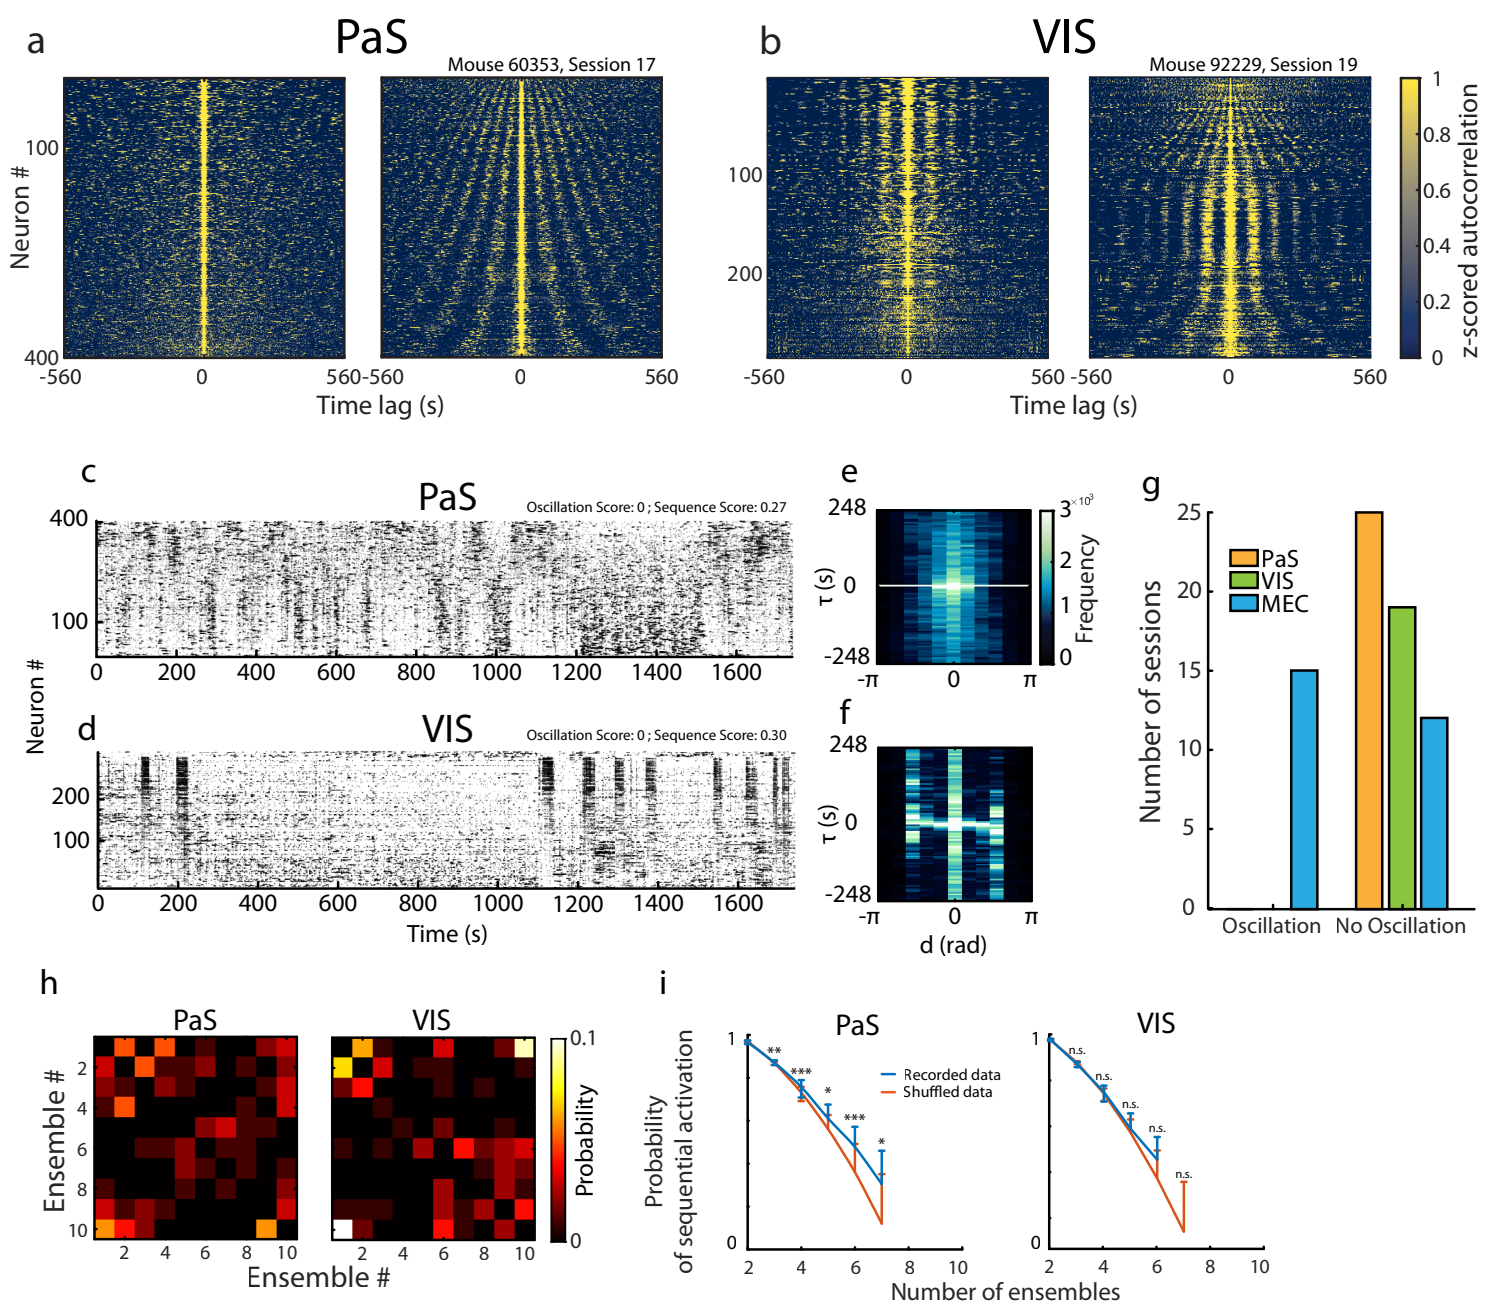 a
PaS
b
VIS
Mouse 60353, Session 17
Mouse 92229, Session 19
Neuron #
100
400
-560
0
560
-560
0
560
Time lag (s)
100
200
-560
0
560
-560
0
560
Time lag (s)
1
0.8
0.6
0.4
0.2
0
z-scored autocorrelation
c
PaS
Oscillation Score: 0 ; Sequence Score: 0.27
400
100
0 200 400 600 800 1000 1200 1400 1600
Neuron #
d
VIS
Oscillation Score: 0 ; Sequence Score: 0.30
200
100
0 200 400 600 800 1000 1200 1400 1600
Time (s)
e
248
0
-248
τ (s)
-π 0 π
3
×10³
2
1
0
Frequency
f
248
0
-248
τ (s)
-π 0 π
d (rad)
g
Number of sessions
25
20
15
10
5
0
PaS
VIS
MEC
Oscillation No Oscillation
h
PaS
VIS
Ensemble #
2
4
6
8
10
2 4 6 8 10
2 4 6 8 10
Ensemble #
0.1
0
Probability
i
PaS
VIS
Probability
of sequential activation
1
0
** *** * *** *
Recorded data
Shuffled data
2 4 6 8 10
1
0
n.s. n.s. n.s. n.s. n.s.
2 4 6 8 10
Number of ensembles